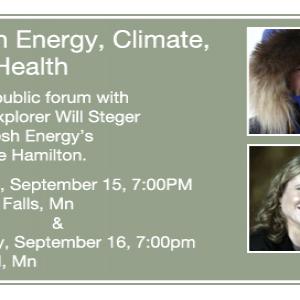 n Energy, Climate,
Health
public forum with
xplorer Will Steger
esh Energy's
e Hamilton.
, September 15, 7:00PM
Falls, Mn
&
y, September 16, 7:00pm
l, Mn